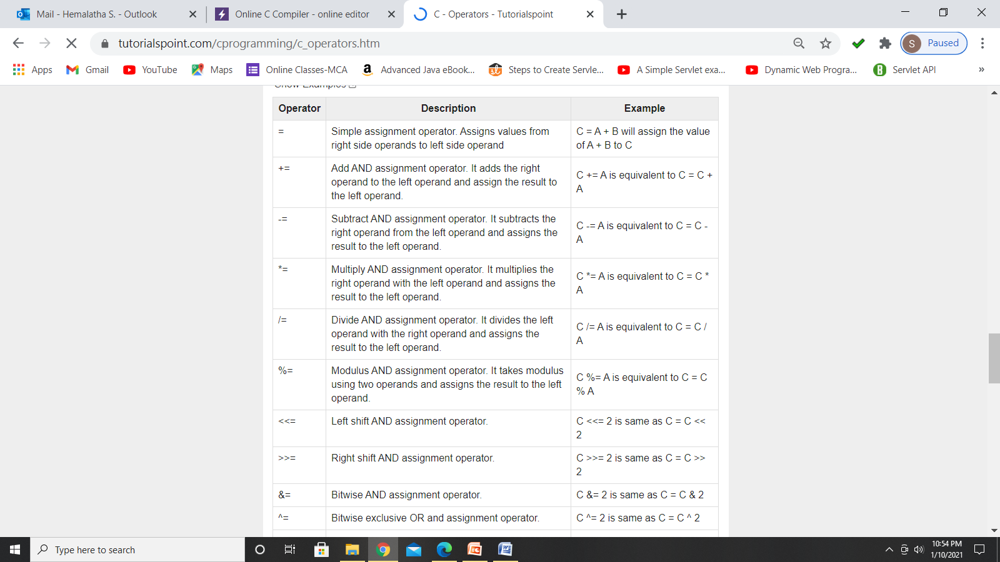 Mail - Hemalatha S. - Outlook
Online C Compiler - online editor
C - Operators - Tutorialspoint
tutorialspoint.com/cprogramming/c_operators.htm
S Paused
Apps Gmail YouTube Maps Online Classes-MCA Advanced Java eBook... Steps to Create Servle... A Simple Servlet exa... Dynamic Web Progra... Servlet API »
Show Examples
Operator Description Example
= Simple assignment operator. Assigns values from
right side operands to left side operand
C = A + B will assign the value
of A + B to C
+= Add AND assignment operator. It adds the right
operand to the left operand and assign the result to
the left operand.
C += A is equivalent to C = C +
A
-= Subtract AND assignment operator. It subtracts the
right operand from the left operand and assigns the
result to the left operand.
C -= A is equivalent to C = C -
A
*= Multiply AND assignment operator. It multiplies the
right operand with the left operand and assigns the
result to the left operand.
C *= A is equivalent to C = C *
A
/= Divide AND assignment operator. It divides the left
operand with the right operand and assigns the
result to the left operand.
C /= A is equivalent to C = C /
A
%= Modulus AND assignment operator. It takes modulus
using two operands and assigns the result to the left
operand.
C %= A is equivalent to C = C
% A
<<= Left shift AND assignment operator.
C <<= 2 is same as C = C <<
2
>>= Right shift AND assignment operator.
C >>= 2 is same as C = C >>
2
&= Bitwise AND assignment operator. C &= 2 is same as C = C & 2
^= Bitwise exclusive OR and assignment operator. C ^= 2 is same as C = C ^ 2
Type here to search
10:54 PM
1/10/2021